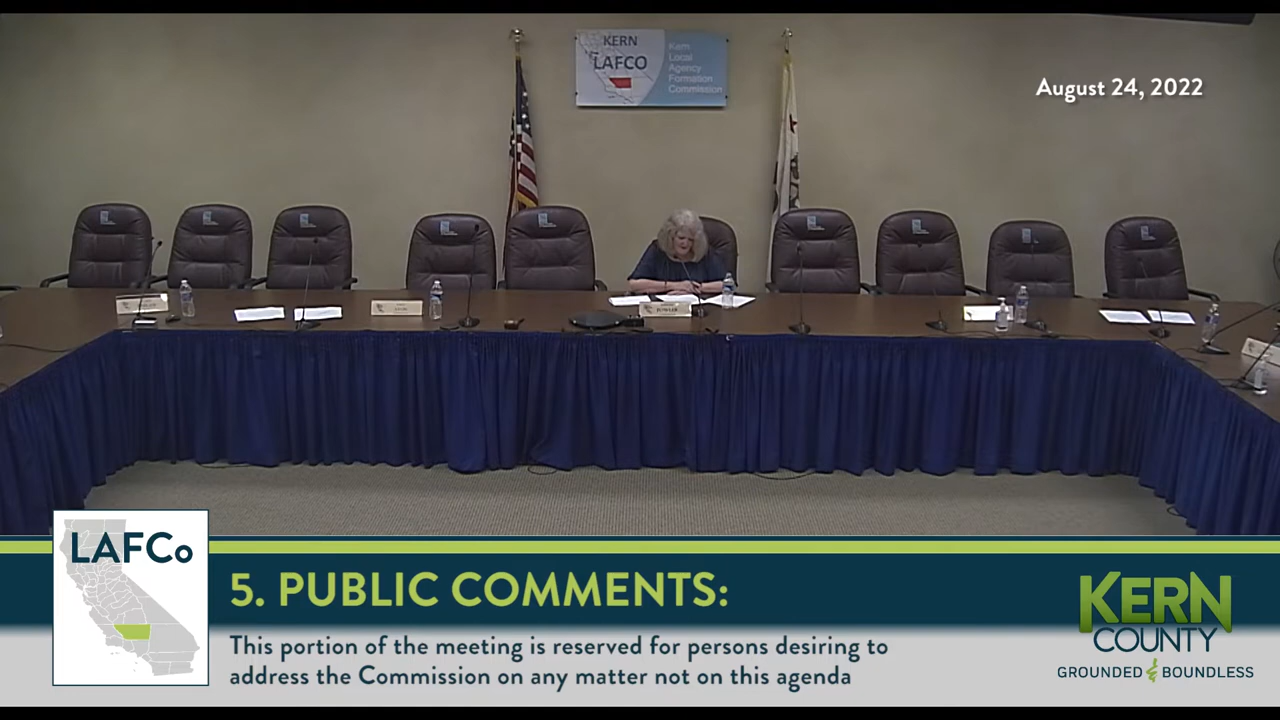 KERN
LAFCO
Kern
Local
Agency
Formation
Commission
August 24, 2022
FOWLER
LAFCo
5. PUBLIC COMMENTS:
This portion of the meeting is reserved for persons desiring to
address the Commission on any matter not on this agenda
KERN
COUNTY
GROUNDED BOUNDLESS